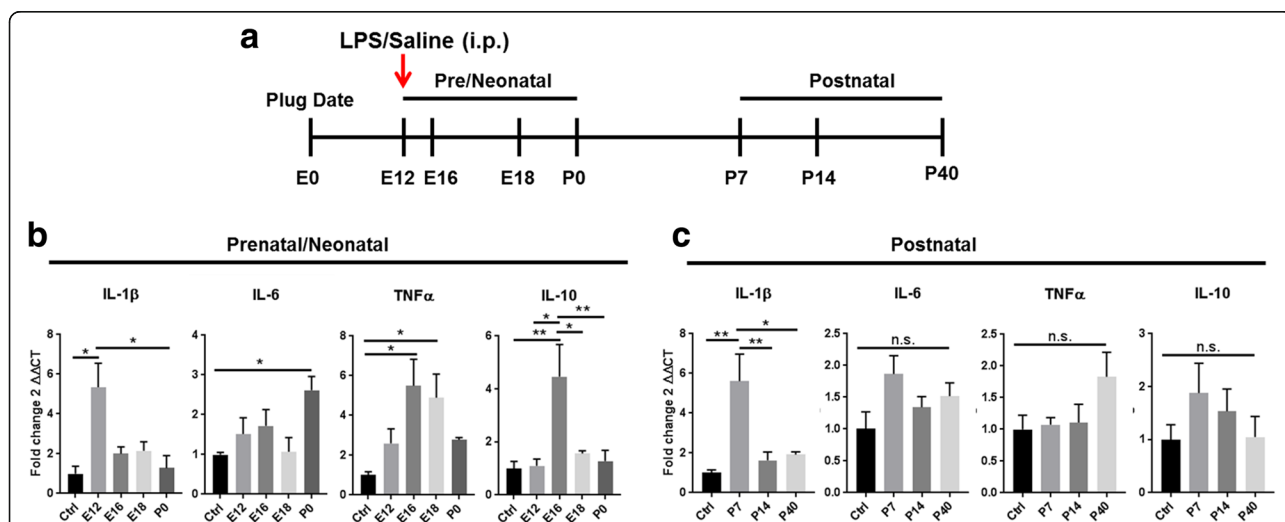 a
LPS/Saline (i.p.)
Pre/Neonatal
Postnatal
Plug Date
E0
E12
E16
E18
P0
P7
P14
P40
b
Prenatal/Neonatal
IL-1β
IL-6
TNFα
IL-10
Fold change 2 ΔΔCT
8
6
4
2
0
*
*
Ctrl
E12
E16
E18
P0
4
3
2
1
0
*
Ctrl
E12
E16
E18
P0
8
6
4
2
0
*
*
Ctrl
E12
E16
E18
P0
6
4
2
0
**
*
*
**
Ctrl
E12
E16
E18
P0
c
Postnatal
IL-1β
IL-6
TNFα
IL-10
Fold change 2 ΔΔCT
8
6
4
2
0
**
*
**
Ctrl
P7
P14
P40
2.5
2.0
1.5
1.0
0.5
0.0
n.s.
Ctrl
P7
P14
P40
2.5
2.0
1.5
1.0
0.5
0.0
n.s.
Ctrl
P7
P14
P40
3
2
1
0
n.s.
Ctrl
P7
P14
P40